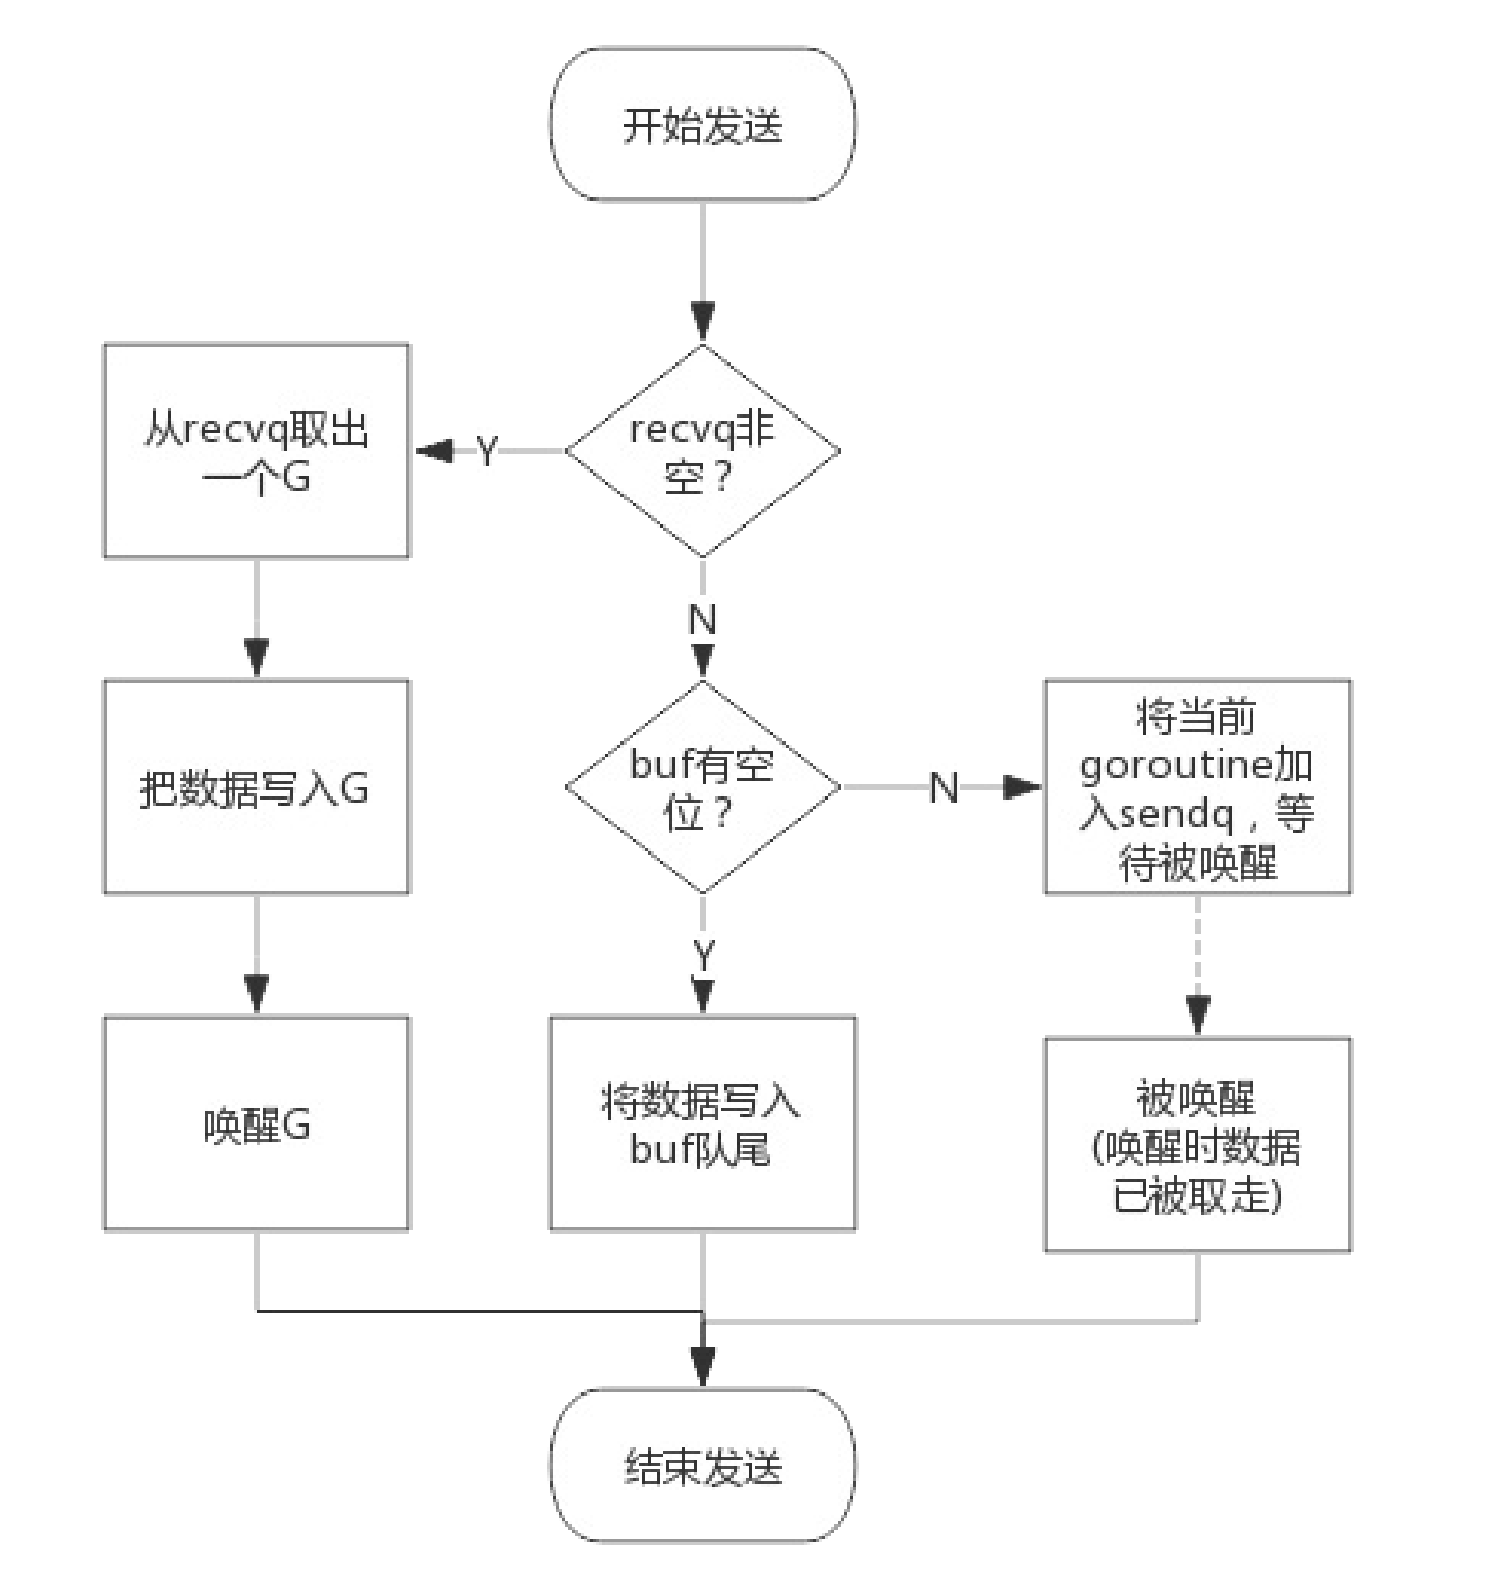 开始发送
从recvq取出
一个G
Y
recvq非
空？
N
把数据写入G
buf有空
位？
N
将当前
goroutine加
入sendq，等
待被唤醒
Y
唤醒G
将数据写入
buf队尾
被唤醒
(唤醒时数据
已被取走)
结束发送